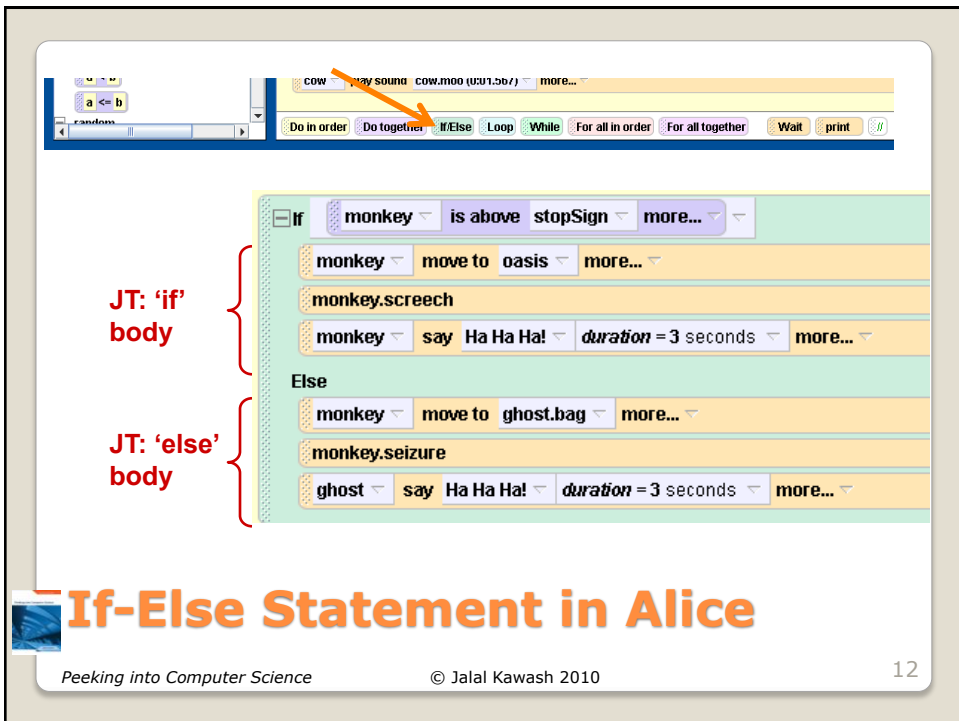 cow play sound cow.moo (0:01.567) more...
a <= b
random
Do in order Do together If/Else Loop While For all in order For all together Wait print //
If monkey is above stopSign more...
monkey move to oasis more...
monkey.screech
monkey say Ha Ha Ha! duration = 3 seconds more...
JT: ‘if’
body
Else
monkey move to ghost.bag more...
monkey.seizure
ghost say Ha Ha Ha! duration = 3 seconds more...
JT: ‘else’
body
If-Else Statement in Alice
Peeking into Computer Science © Jalal Kawash 2010 12